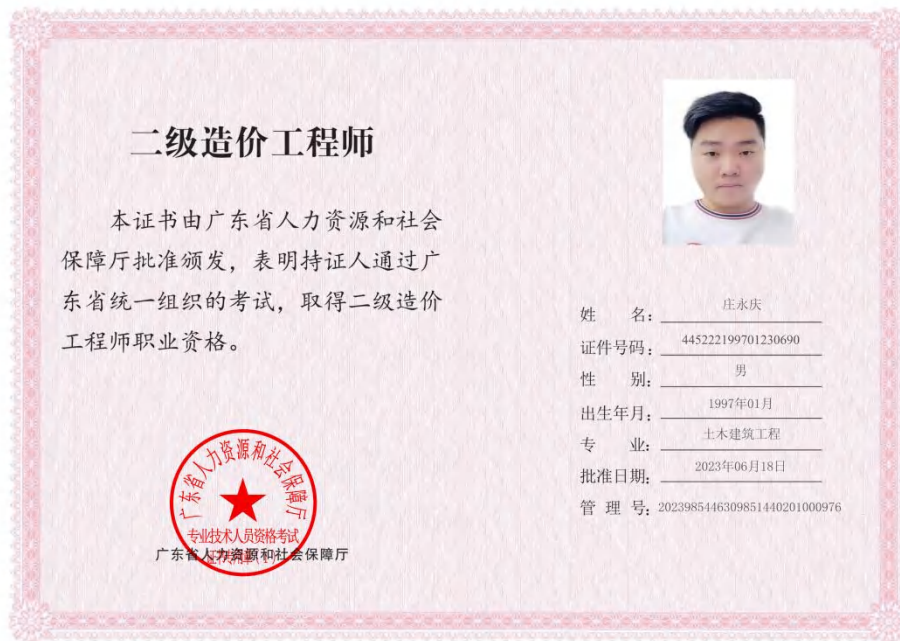 二级造价工程师
本证书由广东省人力资源和社会
保障厅批准颁发，表明持证人通过广
东省统一组织的考试，取得二级造价
工程师职业资格。
姓 名：庄永庆
证件号码：445222199701230690
性 别：男
出生年月：1997年01月
专 业：土木建筑工程
批准日期：2023年06月18日
管 理 号：2023985446309851440201000976
广东省人力资源和社会保障厅
专业技术人员资格考试
广东省人力资源和社会保障厅